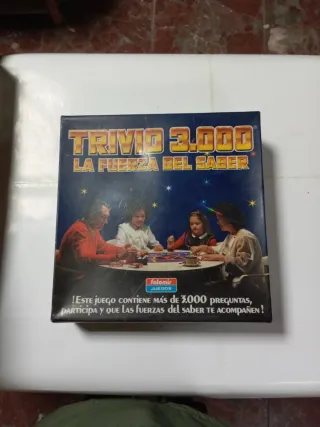 TRIVIO 3.000
LA FUERZA DEL SABER
Falomir
JUEGOS
¡ESTE JUEGO CONTIENE MÁS DE 3.000 PREGUNTAS,
PARTICIPA Y QUE LAS FUERZAS DEL SABER TE ACOMPAÑEN!